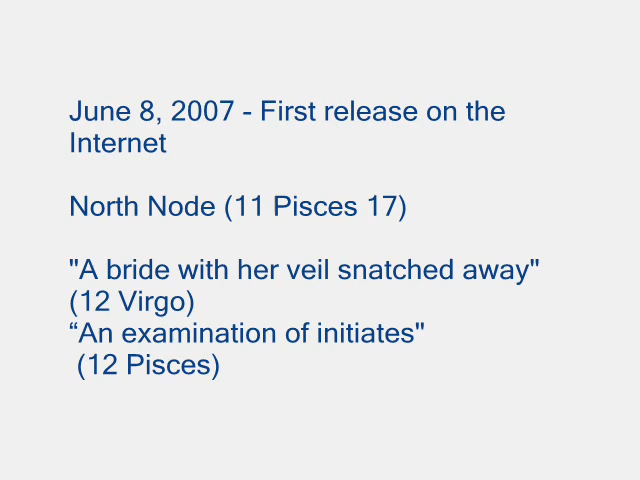 June 8, 2007 - First release on the
Internet
North Node (11 Pisces 17)
"A bride with her veil snatched away"
(12 Virgo)
“An examination of initiates"
(12 Pisces)